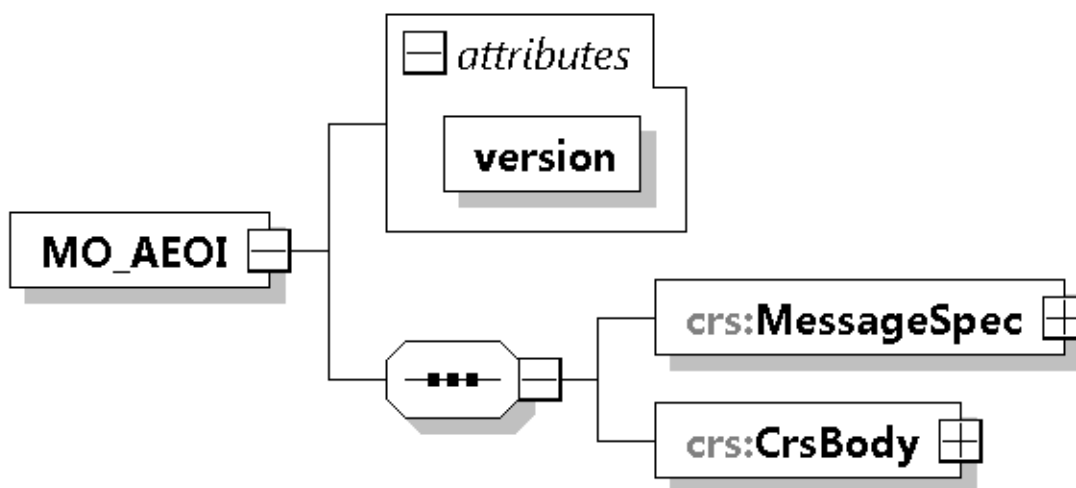 attributes
version
MO_AEOI
crs:MessageSpec
crs:CrsBody